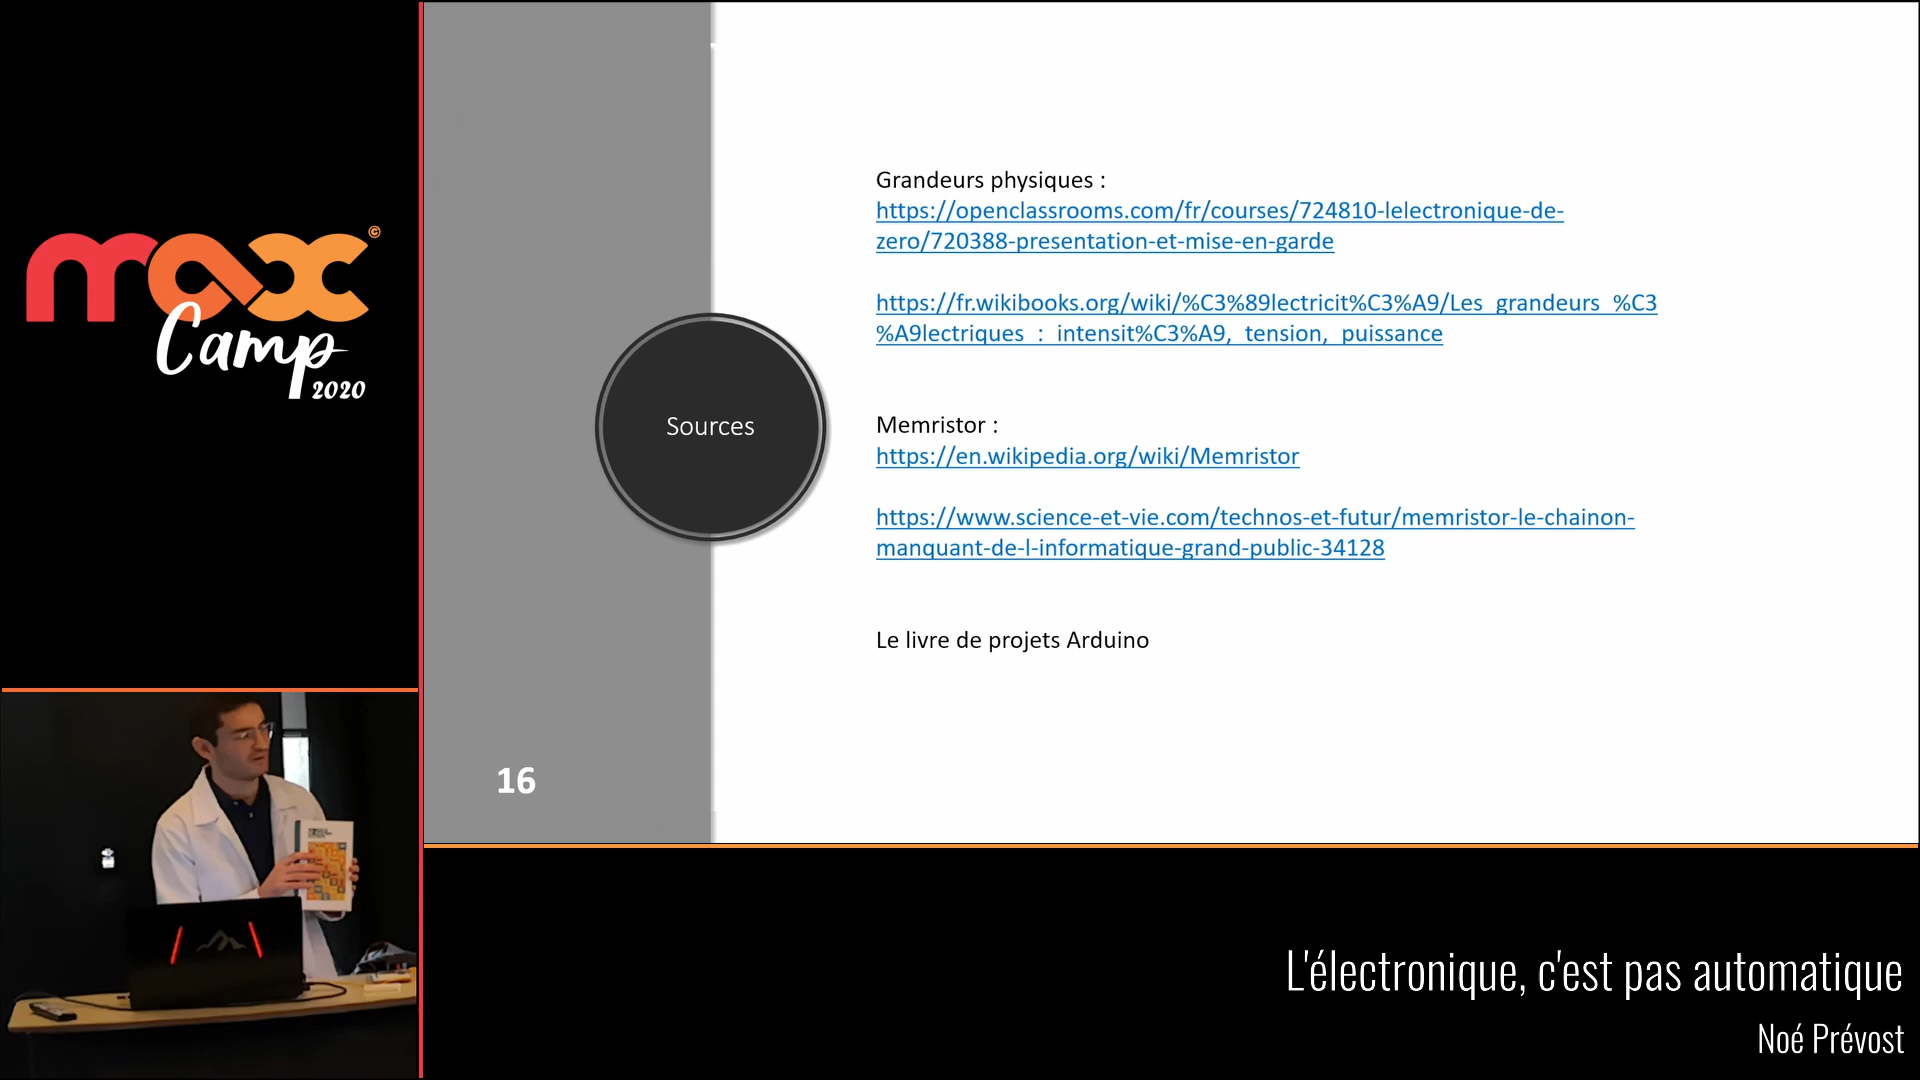 max
©
Camp
2020
Grandeurs physiques :
https://openclassrooms.com/fr/courses/724810-lelectronique-de-
zero/720388-presentation-et-mise-en-garde
https://fr.wikibooks.org/wiki/%C3%89lectricit%C3%A9/Les_grandeurs_%C3
%A9lectriques_:_intensit%C3%A9,_tension,_puissance
Sources
Memristor :
https://en.wikipedia.org/wiki/Memristor
https://www.science-et-vie.com/technos-et-futur/memristor-le-chainon-
manquant-de-l-informatique-grand-public-34128
Le livre de projets Arduino
16
L'électronique, c'est pas automatique
Noé Prévost